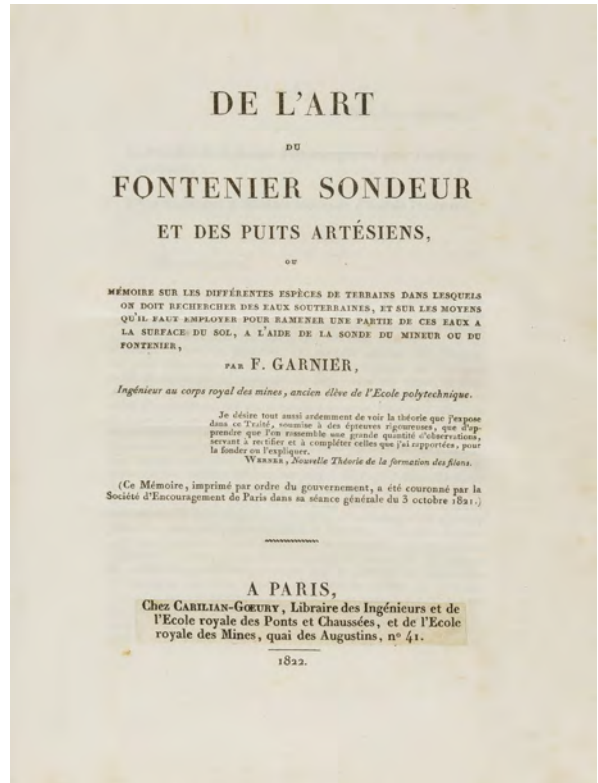 DE L'ART
DU
FONTENIER SONDEUR
ET DES PUITS ARTÉSIENS,
OU
MÉMOIRE SUR LES DIFFÉRENTES ESPÈCES DE TERRAINS DANS LESQUELS
ON DOIT RECHERCHER DES EAUX SOUTERRAINES, ET SUR LES MOYENS
QU'IL FAUT EMPLOYER POUR RAMENER UNE PARTIE DE CES EAUX A
LA SURFACE DU SOL, A L'AIDE DE LA SONDE DU MINEUR OU DU
FONTENIER,
PAR F. GARNIER,
Ingénieur au corps royal des mines, ancien élève de l'Ecole polytechnique.
Je désire tout aussi ardemment de voir la théorie que j'expose
dans ce Traité, soumise à des épreuves rigoureuses, que d'ap-
prendre que l'on rassemble une grande quantité d'observations,
servant à rectifier et à compléter celles que j'ai rapportées, pour
la fonder ou l'expliquer.
WERNER, Nouvelle Théorie de la formation des filons.
(Ce Mémoire, imprimé par ordre du gouvernement, a été couronné par la
Société d'Encouragement de Paris dans sa séance générale du 3 octobre 1821.)
A PARIS,
Chez CARILIAN-GOEURY, Libraire des Ingénieurs et de
l'Ecole royale des Ponts et Chaussées, et de l'Ecole
royale des Mines, quai des Augustins, nº 41.
1822.